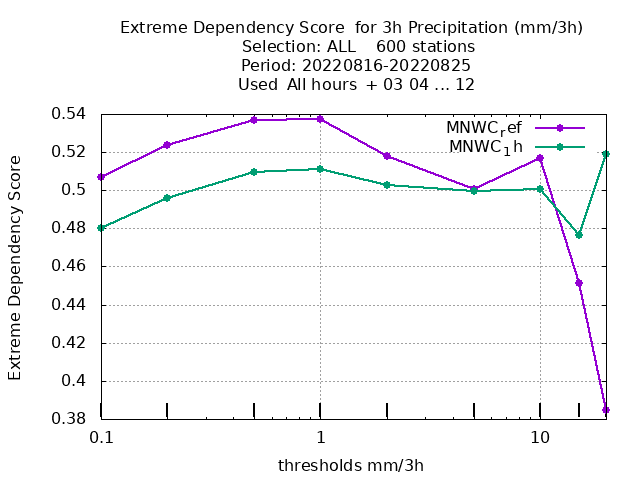 Extreme Dependency Score  for 3h Precipitation (mm/3h)
Selection: ALL    600 stations
Period: 20220816-20220825
Used  All hours  + 03 04 ... 12
MNWCref
MNWC1h
0.54
0.52
0.5
0.48
0.46
0.44
0.42
0.4
0.38
Extreme Dependency Score
0.1 1 10
thresholds mm/3h